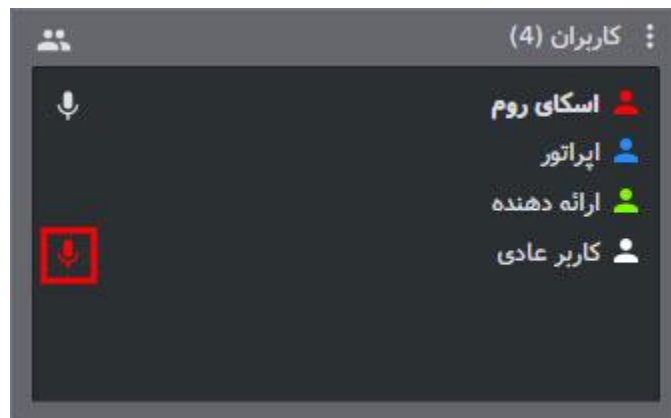 کاربران (4)
اسکای روم
اپراتور
ارائه دهنده
کاربر عادی